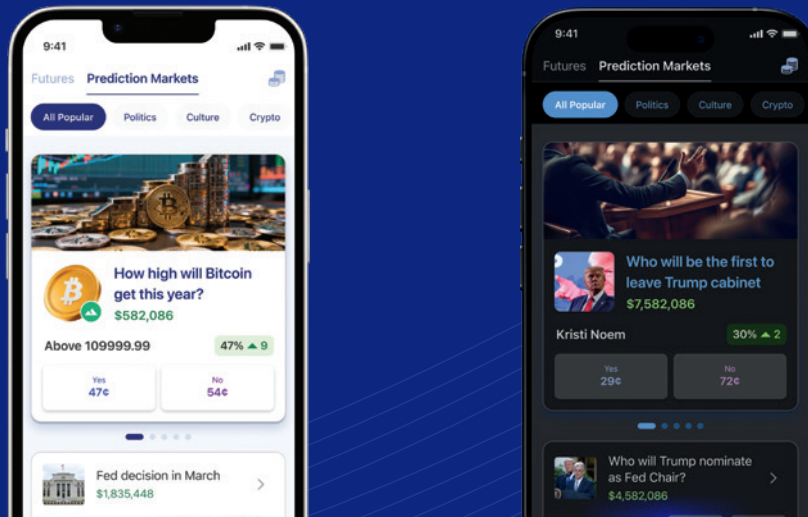 9:41
Futures Prediction Markets
All Popular Politics Culture Crypto
How high will Bitcoin
get this year?
$582,086
Above 109999.99 47% ▲ 9
Yes No
47¢ 54¢
Fed decision in March
$1,835,448
9:41
Futures Prediction Markets
All Popular Politics Culture Crypto
Who will be the first to
leave Trump cabinet
$7,582,086
Kristi Noem 30% ▲ 2
Yes No
29¢ 72¢
Who will Trump nominate
as Fed Chair?
$4,582,086